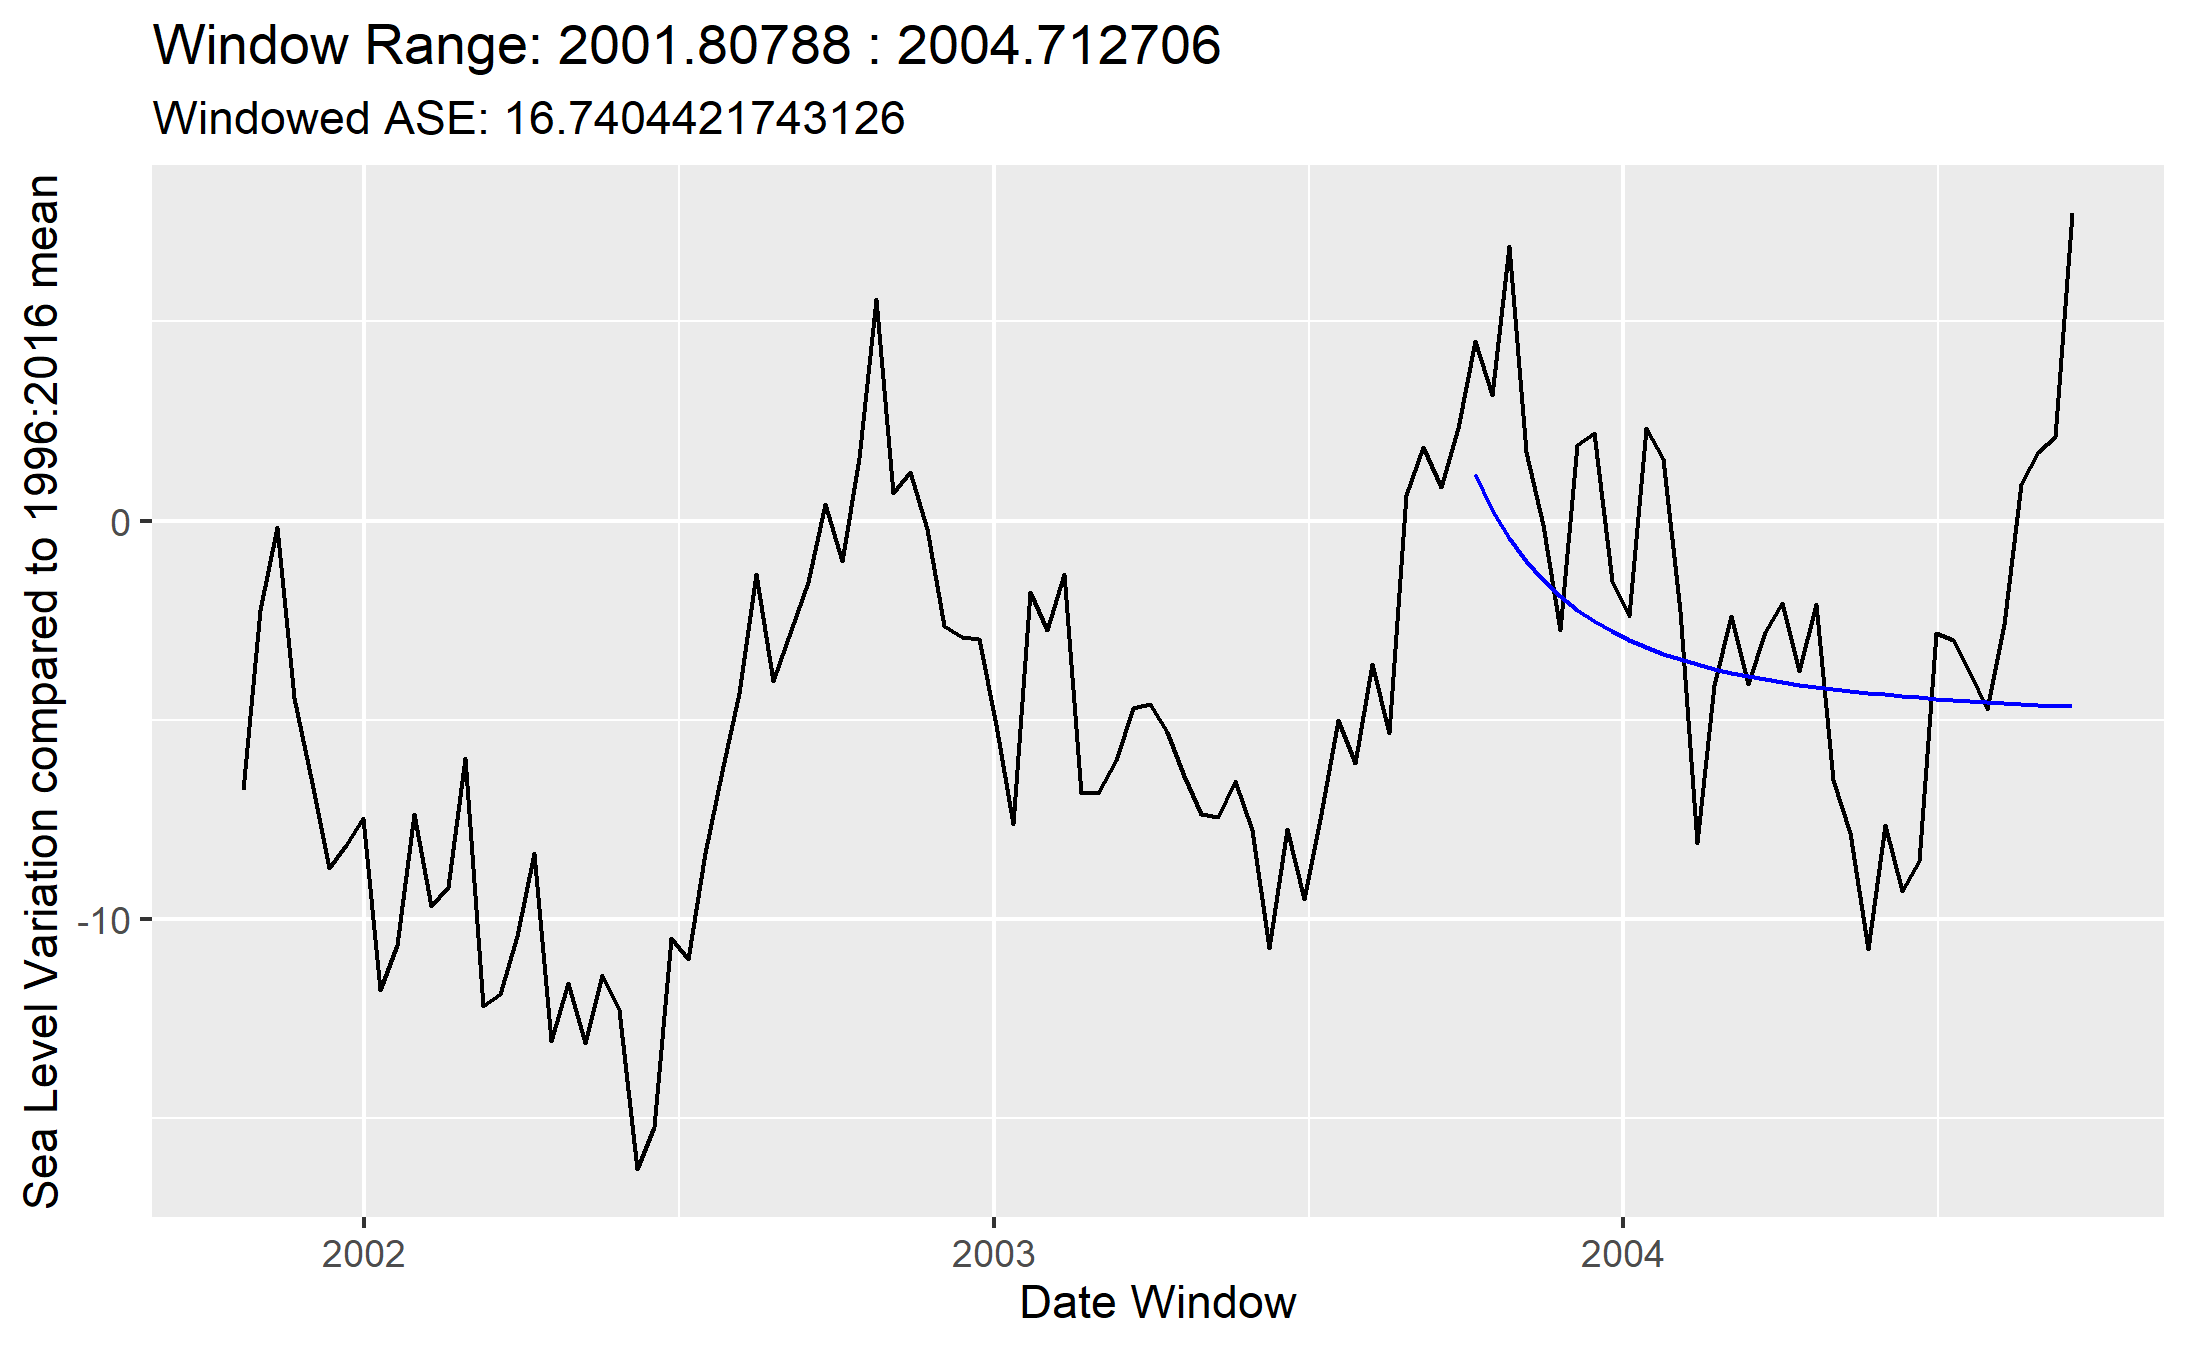 Window Range: 2001.80788 : 2004.712706
Windowed ASE: 16.7404421743126
Sea Level Variation compared to 1996:2016 mean
0
-10
2002
2003
2004
Date Window